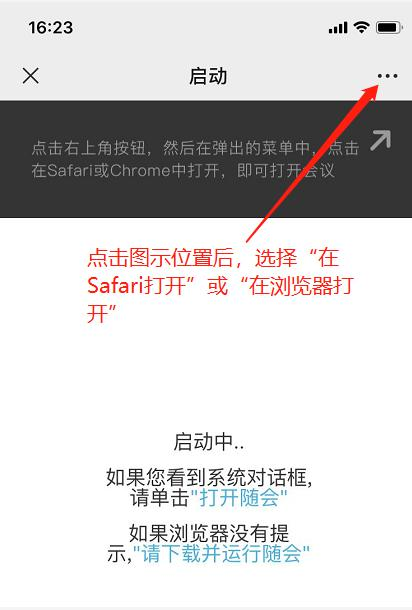 16:23
启动
点击右上角按钮，然后在弹出的菜单中，点击
在Safari或Chrome中打开，即可打开会议
点击图示位置后，选择“在
Safari打开”或“在浏览器打
开”
启动中..
如果您看到系统对话框,
请单击"打开随会"
如果浏览器没有提
示,"请下载并运行随会"